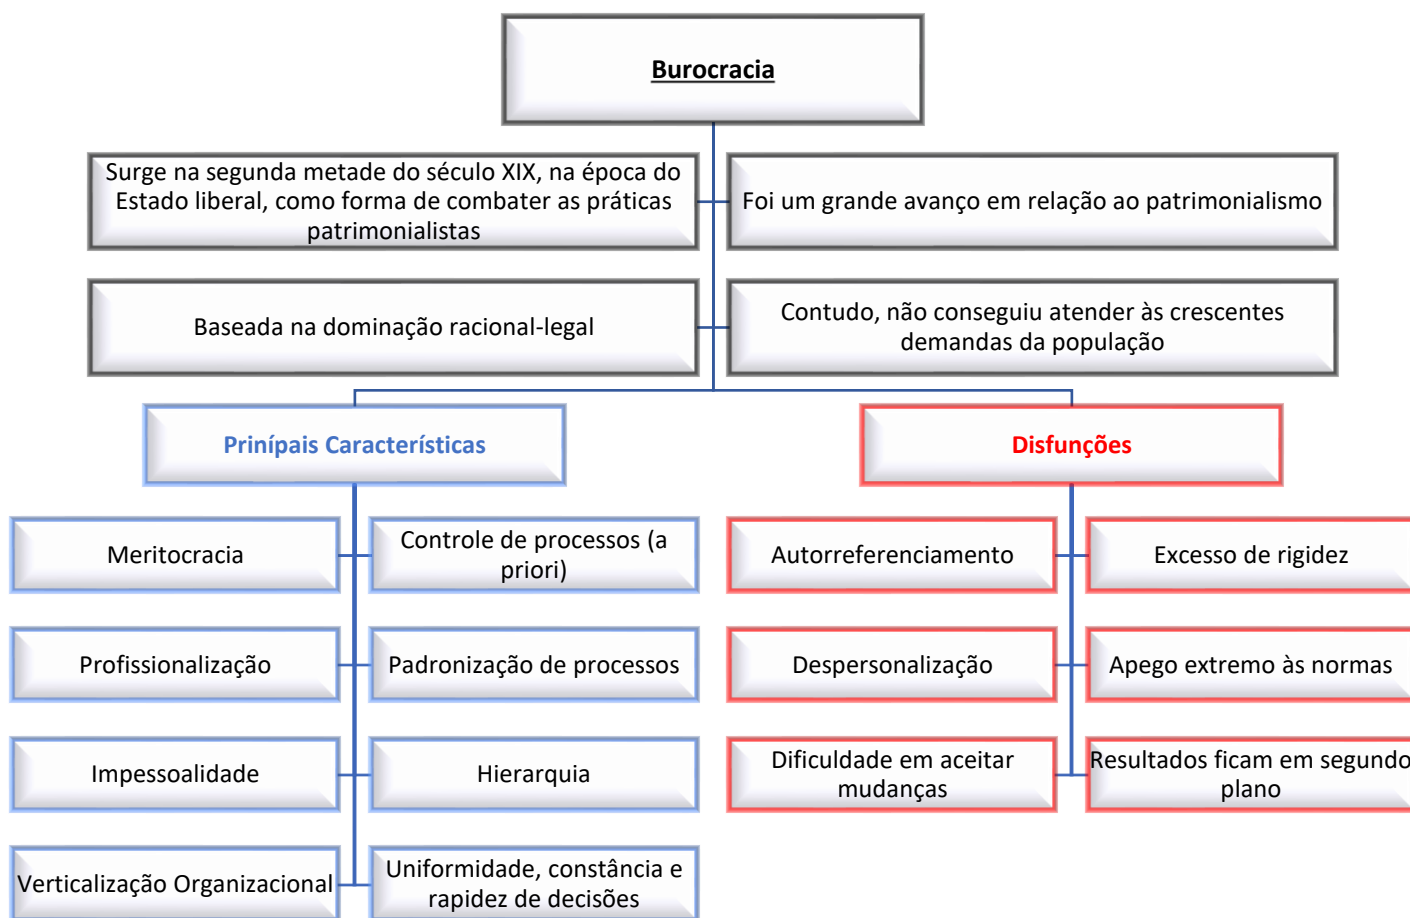 Burocracia
Surge na segunda metade do século XIX, na época do
Estado liberal, como forma de combater as práticas
patrimonialistas
Foi um grande avanço em relação ao patrimonialismo
Baseada na dominação racional-legal
Contudo, não conseguiu atender às crescentes
demandas da população
Prinípais Características
Disfunções
Meritocracia
Controle de processos (a
priori)
Autorreferenciamento
Excesso de rigidez
Profissionalização
Padronização de processos
Despersonalização
Apego extremo às normas
Impessoalidade
Hierarquia
Dificuldade em aceitar
mudanças
Resultados ficam em segundo
plano
Verticalização Organizacional
Uniformidade, constância e
rapidez de decisões